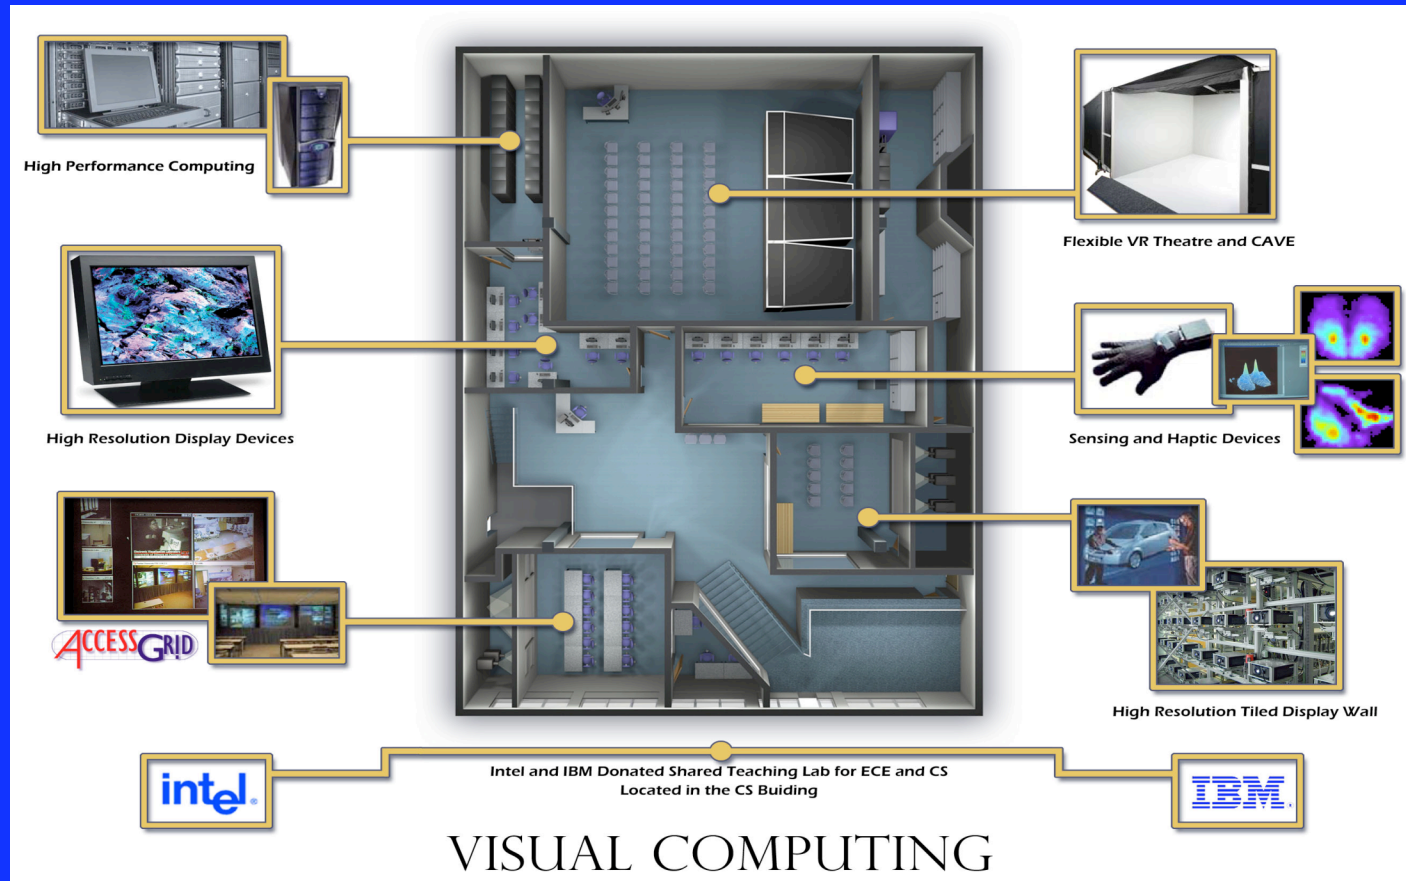 High Performance Computing
Flexible VR Theatre and CAVE
High Resolution Display Devices
Sensing and Haptic Devices
ACCESSGRID
High Resolution Tiled Display Wall
intel®
Intel and IBM Donated Shared Teaching Lab for ECE and CS
Located in the CS Buiding
IBM®
VISUAL COMPUTING